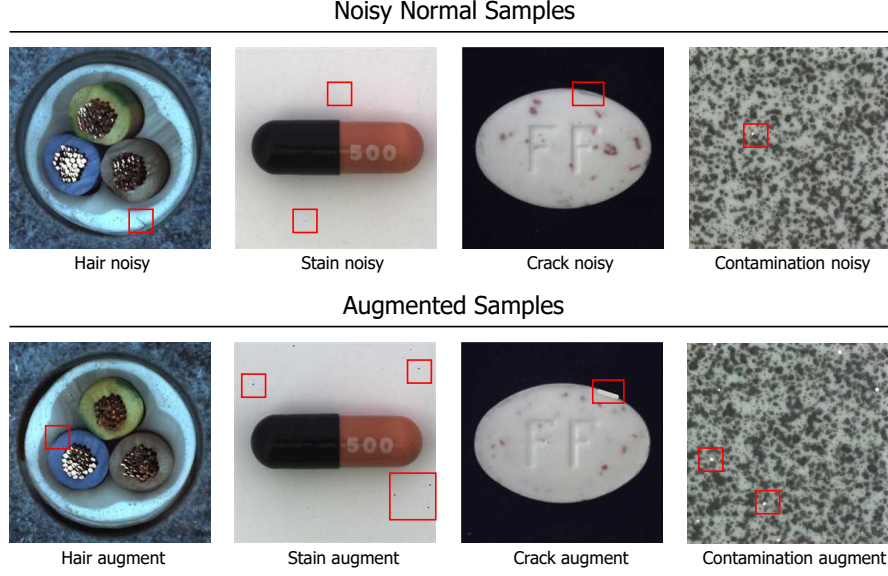 Noisy Normal Samples
500
FF
Hair noisy
Stain noisy
Crack noisy
Contamination noisy
Augmented Samples
500
FF
Hair augment
Stain augment
Crack augment
Contamination augment